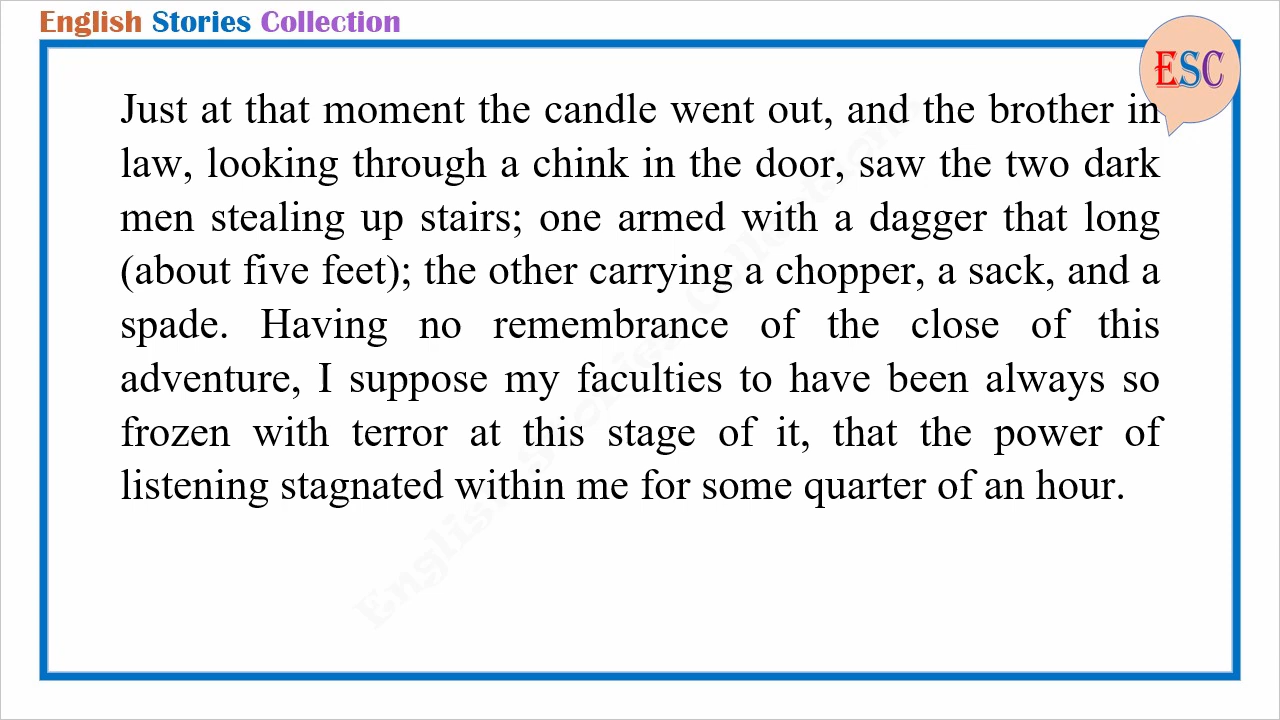 English Stories Collection
ESC
Just at that moment the candle went out, and the brother in
law, looking through a chink in the door, saw the two dark
men stealing up stairs; one armed with a dagger that long
(about five feet); the other carrying a chopper, a sack, and a
spade. Having no remembrance of the close of this
adventure, I suppose my faculties to have been always so
frozen with terror at this stage of it, that the power of
listening stagnated within me for some quarter of an hour.
English Stories Collections